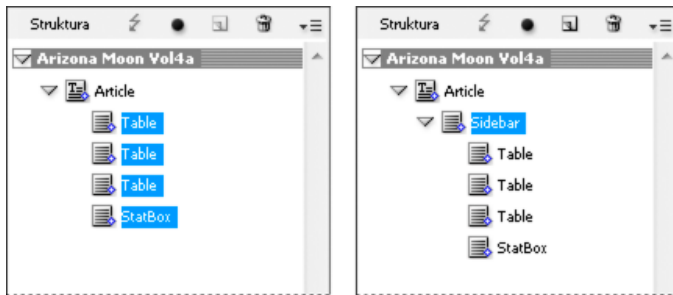 Struktura
Arizona Moon Vol4a
Article
Table
Table
Table
StatBox
Struktura
Arizona Moon Vol4a
Article
Sidebar
Table
Table
Table
StatBox